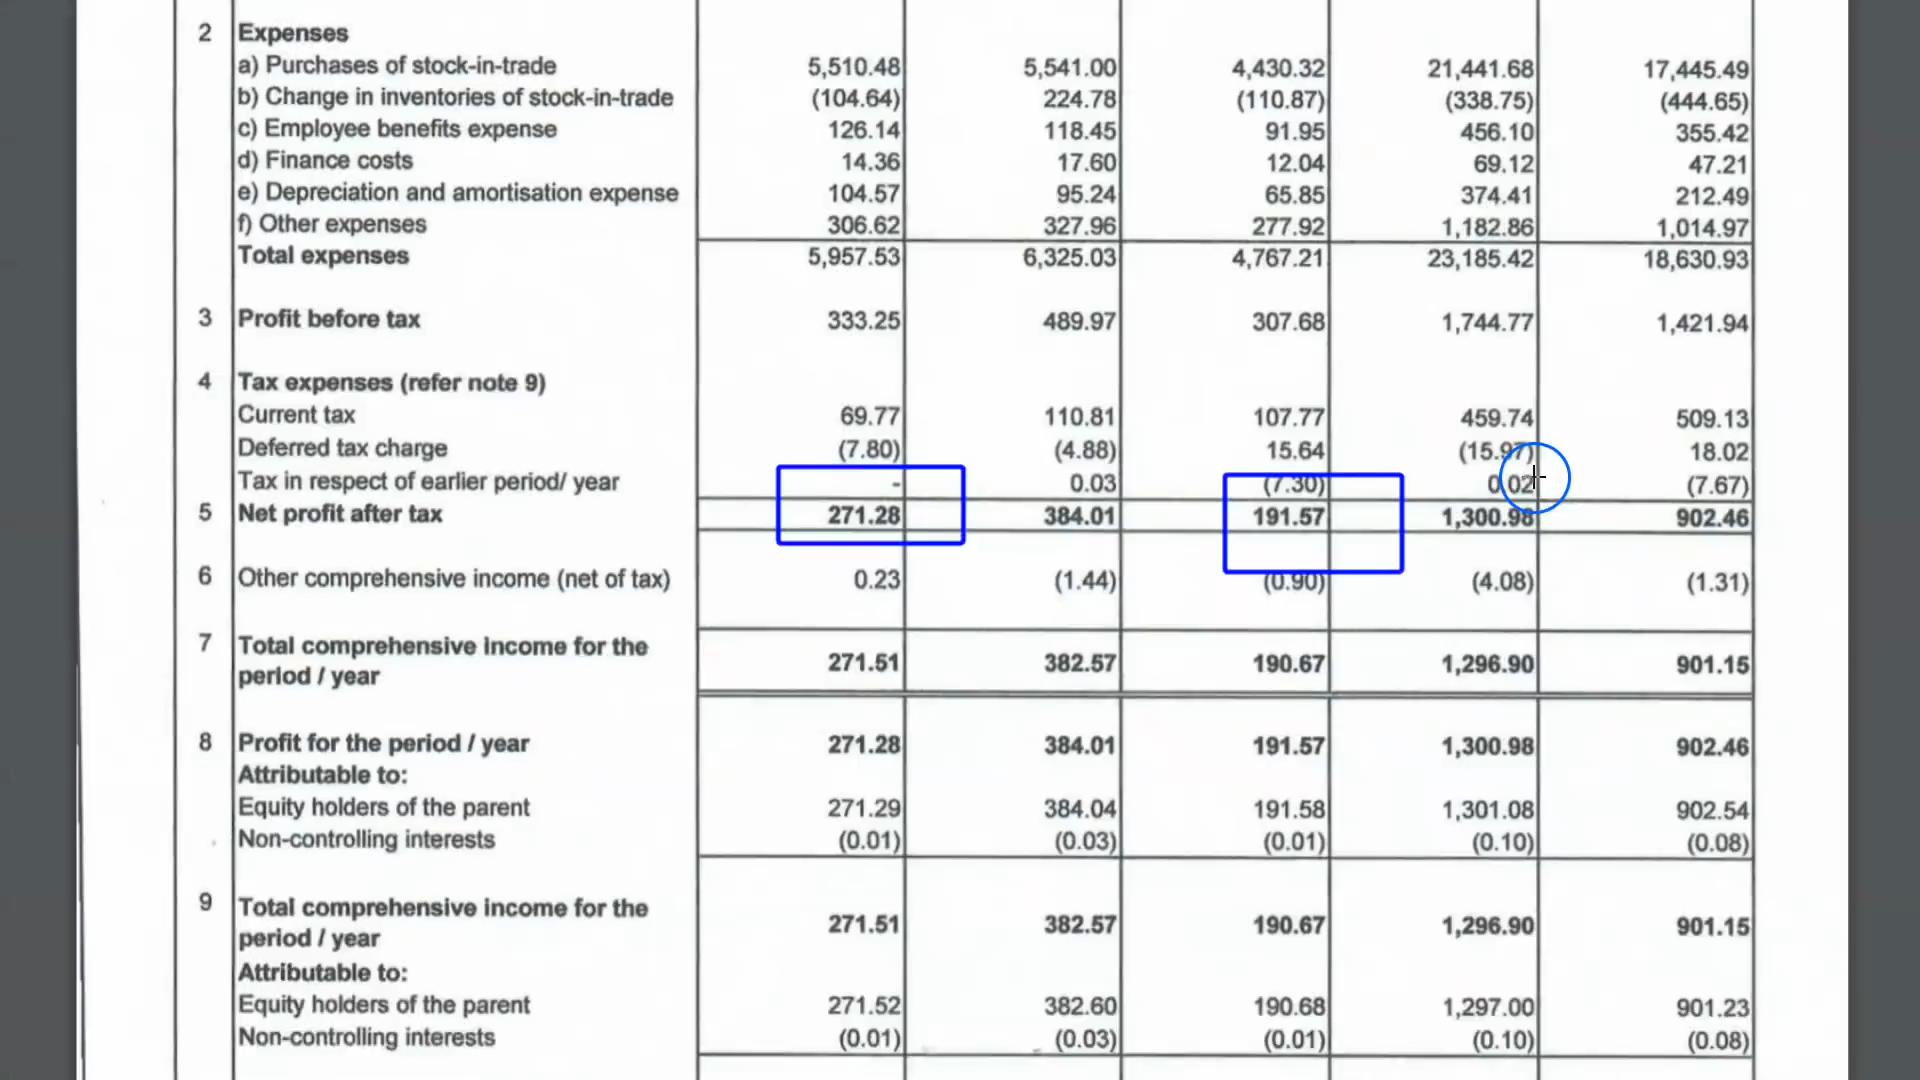 2 Expenses
a) Purchases of stock-in-trade 5,510.48 5,541.00 4,430.32 21,441.68 17,445.49
b) Change in inventories of stock-in-trade (104.64) 224.78 (110.87) (338.75) (444.65)
c) Employee benefits expense 126.14 118.45 91.95 456.10 355.42
d) Finance costs 14.36 17.60 12.04 69.12 47.21
e) Depreciation and amortisation expense 104.57 95.24 65.85 374.41 212.49
f) Other expenses 306.62 327.96 277.92 1,182.86 1,014.97
Total expenses 5,957.53 6,325.03 4,767.21 23,185.42 18,630.93
3 Profit before tax 333.25 489.97 307.68 1,744.77 1,421.94
4 Tax expenses (refer note 9)
Current tax 69.77 110.81 107.77 459.74 509.13
Deferred tax charge (7.80) (4.88) 15.64 (15.97) 18.02
Tax in respect of earlier period/ year - 0.03 (7.30) 0.02 (7.67)
5 Net profit after tax 271.28 384.01 191.57 1,300.98 902.46
6 Other comprehensive income (net of tax) 0.23 (1.44) (0.90) (4.08) (1.31)
7 Total comprehensive income for the
period / year 271.51 382.57 190.67 1,296.90 901.15
8 Profit for the period / year 271.28 384.01 191.57 1,300.98 902.46
Attributable to:
Equity holders of the parent 271.29 384.04 191.58 1,301.08 902.54
Non-controlling interests (0.01) (0.03) (0.01) (0.10) (0.08)
9 Total comprehensive income for the
period / year 271.51 382.57 190.67 1,296.90 901.15
Attributable to:
Equity holders of the parent 271.52 382.60 190.68 1,297.00 901.23
Non-controlling interests (0.01) (0.03) (0.01) (0.10) (0.08)